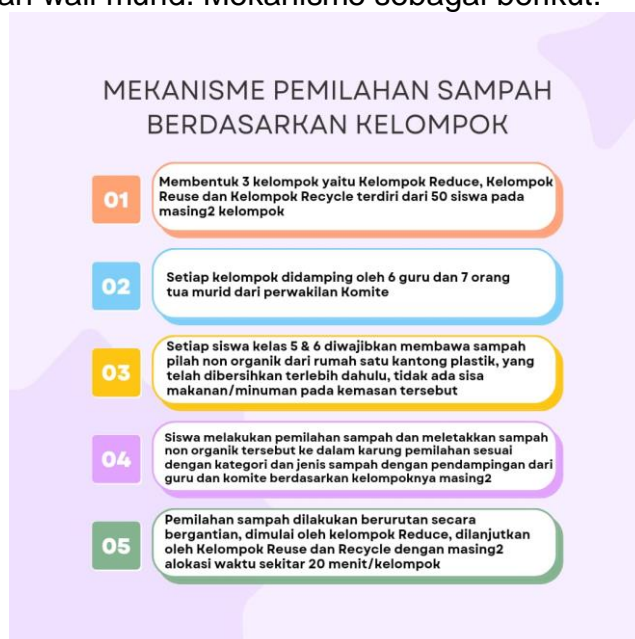 an wali murid. Mekanisme sebagai berikut.
MEKANISME PEMILAHAN SAMPAH
BERDASARKAN KELOMPOK
01
Membentuk 3 kelompok yaitu Kelompok Reduce, Kelompok
Reuse dan Kelompok Recycle terdiri dari 50 siswa pada
masing2 kelompok
02
Setiap kelompok didamping oleh 6 guru dan 7 orang
tua murid dari perwakilan Komite
03
Setiap siswa kelas 5 & 6 diwajibkan membawa sampah
pilah non organik dari rumah satu kantong plastik, yang
telah dibersihkan terlebih dahulu, tidak ada sisa
makanan/minuman pada kemasan tersebut
04
Siswa melakukan pemilahan sampah dan meletakkan sampah
non organik tersebut ke dalam karung pemilahan sesuai
dengan kategori dan jenis sampah dengan pendampingan dari
guru dan komite berdasarkan kelompoknya masing2
05
Pemilahan sampah dilakukan berurutan secara
bergantian, dimulai oleh kelompok Reduce, dilanjutkan
oleh Kelompok Reuse dan Recycle dengan masing2
alokasi waktu sekitar 20 menit/kelompok